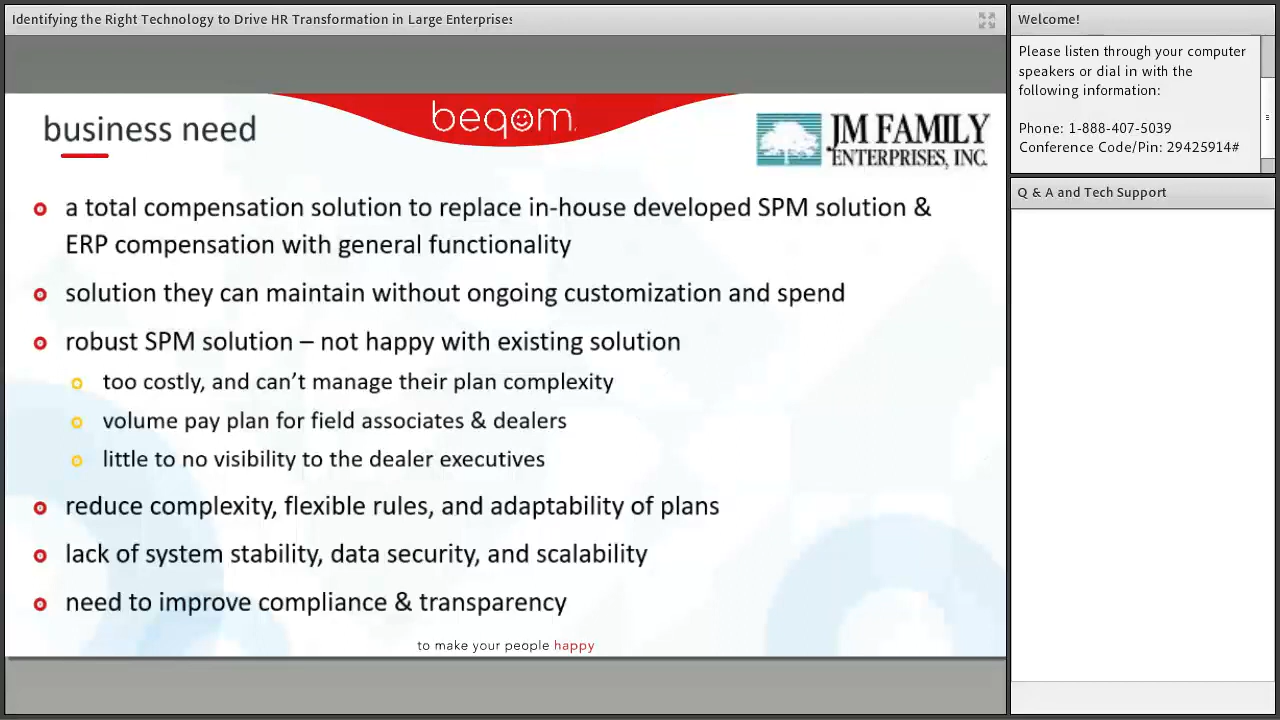 Identifying the Right Technology to Drive HR Transformation in Large Enterprises
business need
beqom
JM FAMILY
ENTERPRISES, INC.
a total compensation solution to replace in-house developed SPM solution &
ERP compensation with general functionality
solution they can maintain without ongoing customization and spend
robust SPM solution – not happy with existing solution
too costly, and can't manage their plan complexity
volume pay plan for field associates & dealers
little to no visibility to the dealer executives
reduce complexity, flexible rules, and adaptability of plans
lack of system stability, data security, and scalability
need to improve compliance & transparency
to make your people happy
Welcome!
Please listen through your computer
speakers or dial in with the
following information:
Phone: 1-888-407-5039
Conference Code/Pin: 29425914#
Q & A and Tech Support